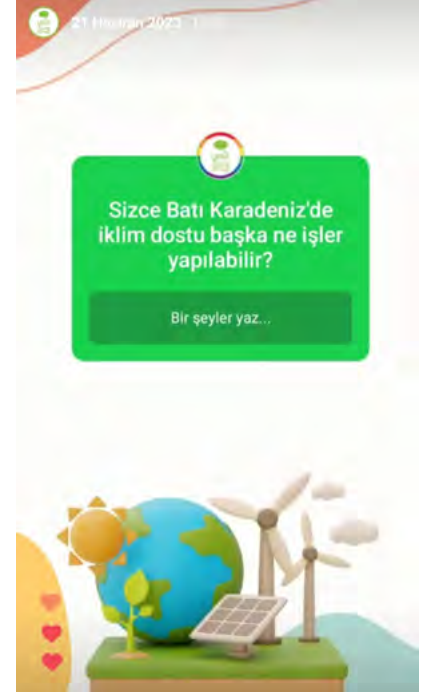 21 Haziran 2023
Sizce Batı Karadeniz'de
iklim dostu başka ne işler
yapılabilir?
Bir şeyler yaz...